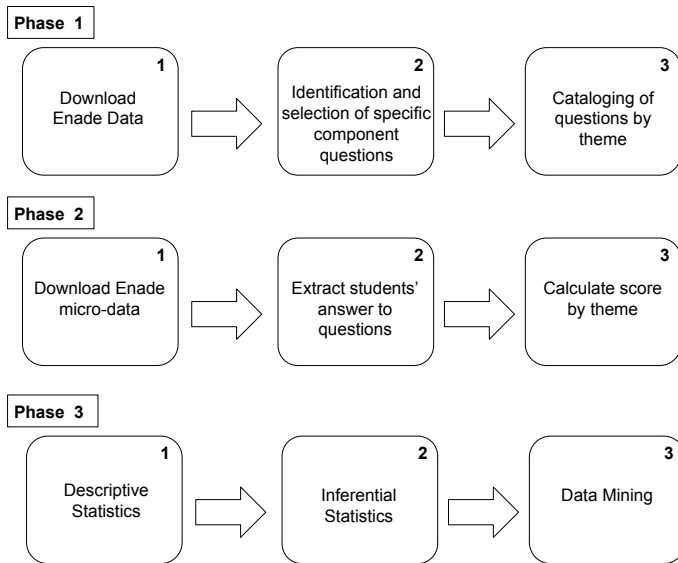 Phase 1
1
Download
Enade Data
2
Identification and
selection of specific
component
questions
3
Cataloging of
questions by
theme
Phase 2
1
Download Enade
micro-data
2
Extract students’
answer to
questions
3
Calculate score
by theme
Phase 3
1
Descriptive
Statistics
2
Inferential
Statistics
3
Data Mining